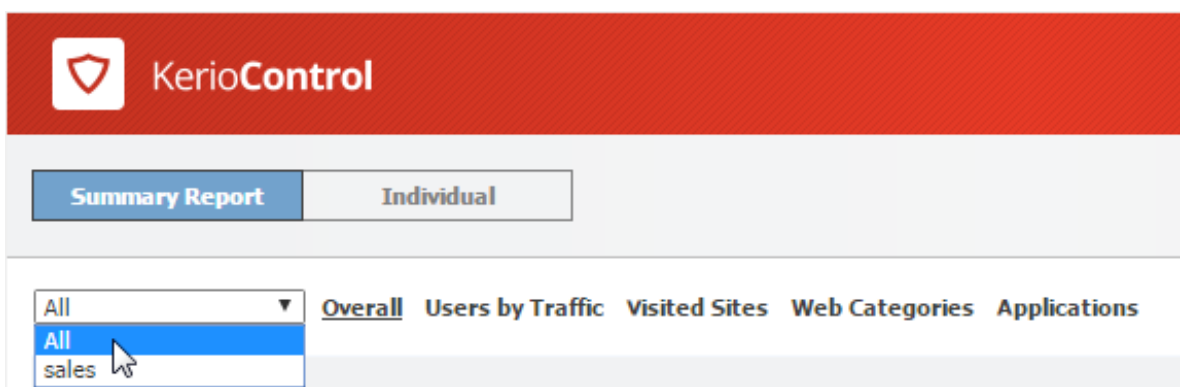 KerioControl
Summary Report Individual
All Overall Users by Traffic Visited Sites Web Categories Applications
All
sales